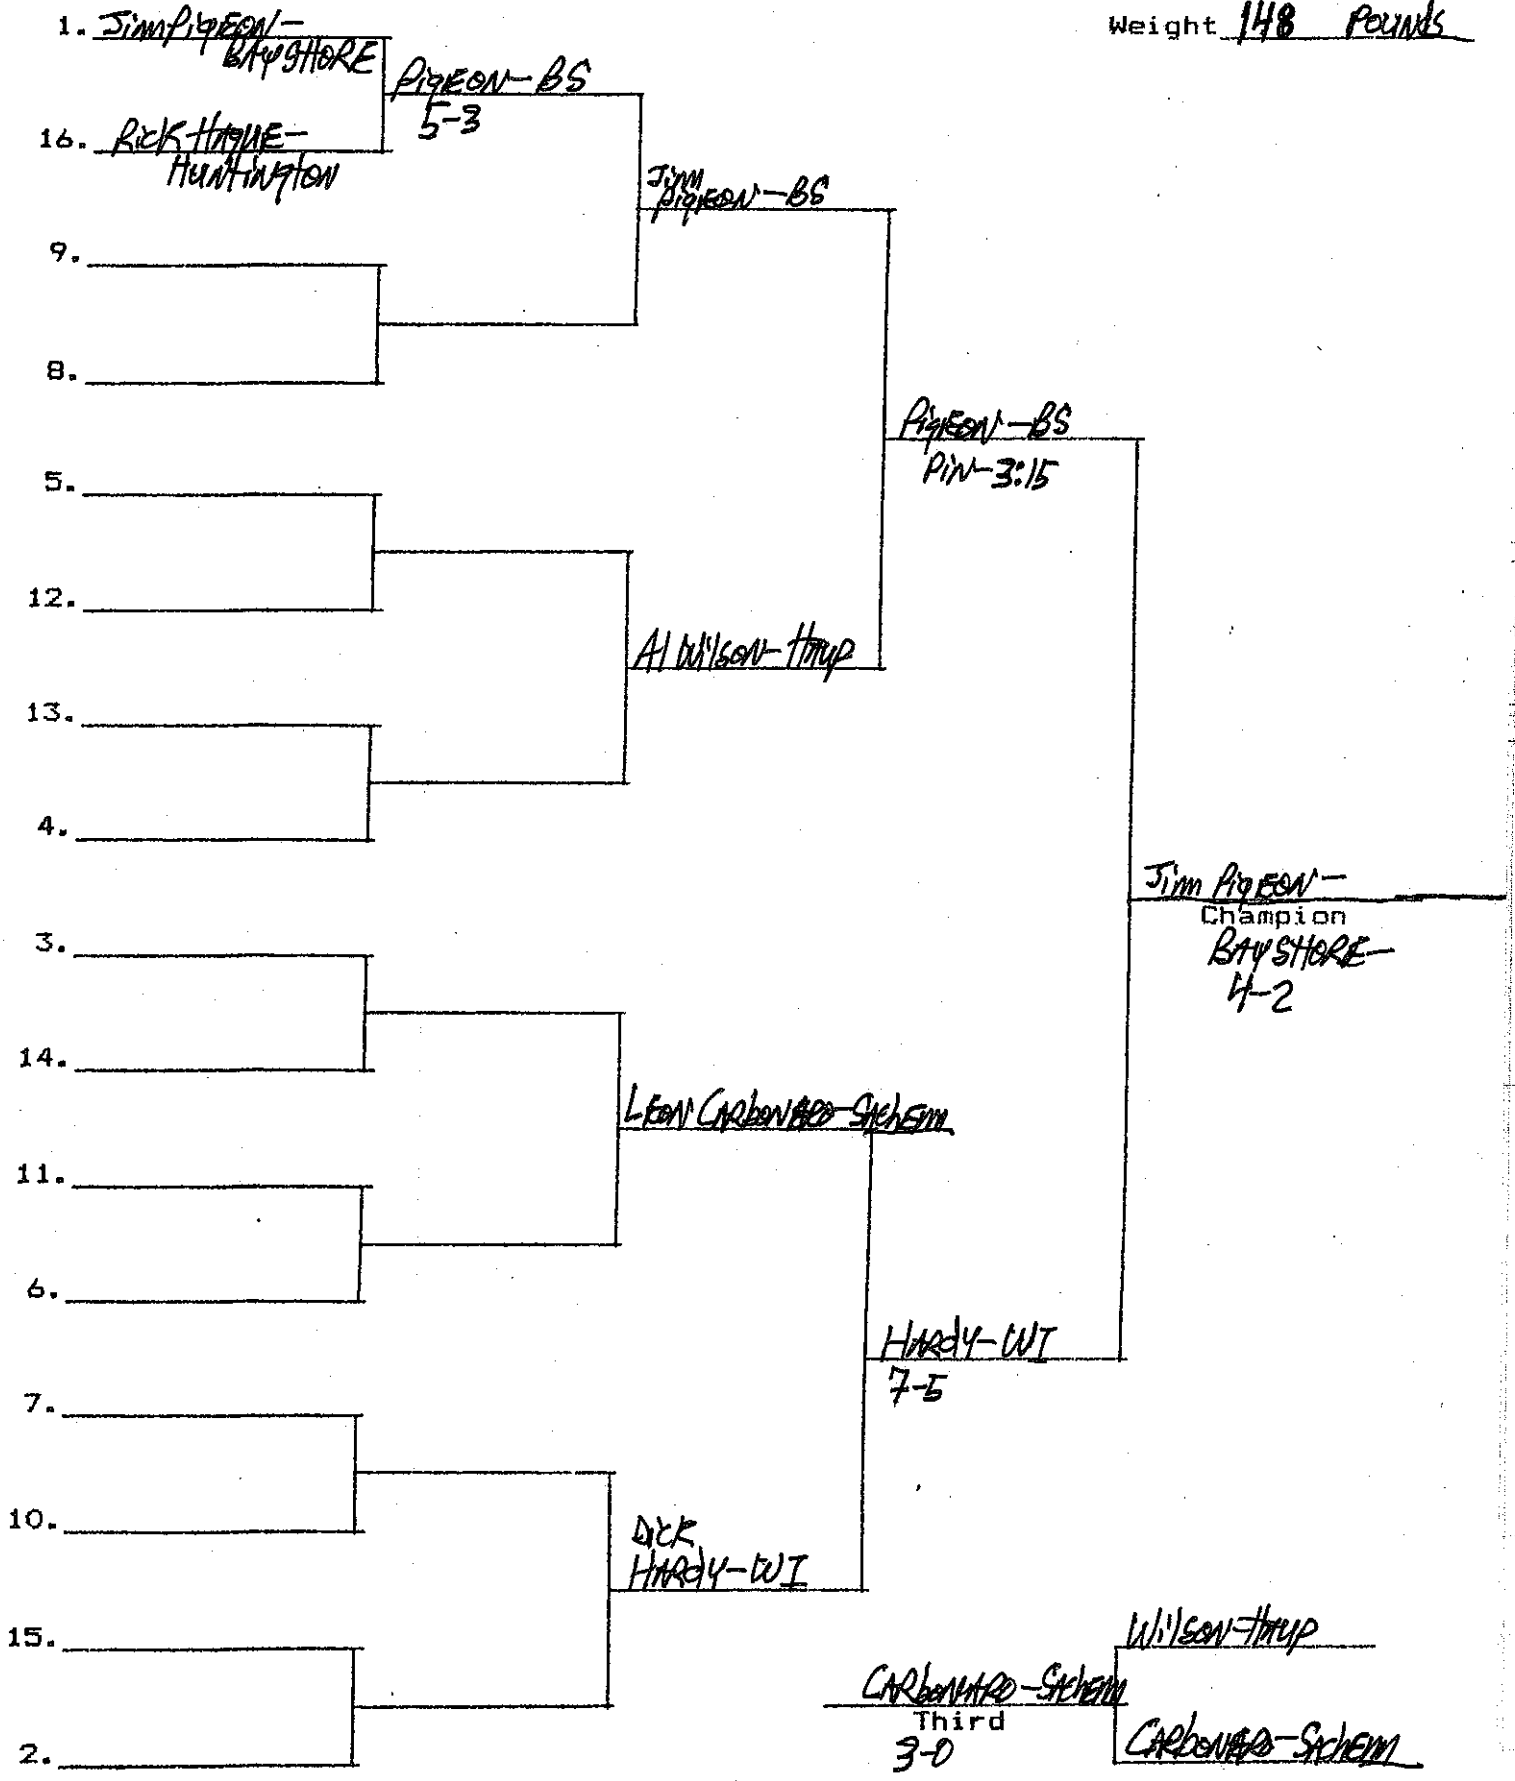 Weight 148 POUNDS
1. Jim PigEON-
BAYSHORE
PigEON-BS
5-3
16. Rick HAgUE-
HUNtiNgtON
Jim
PigEON-BS
9.
8.
PigEON-BS
PiN-3:15
5.
12.
Al Wilson-HAup
13.
4.
Jim PigEON-
Champion
BAYSHORE-
4-2
3.
14.
LEON CARbONARO-SAchEm
11.
6.
HARdy-WI
7-5
7.
10.
Dick
HARdy-WI
15.
Wilson-HAup
CARbONARO-SAchEm
Third
3-0
CARbONARO-SAchEm
2.